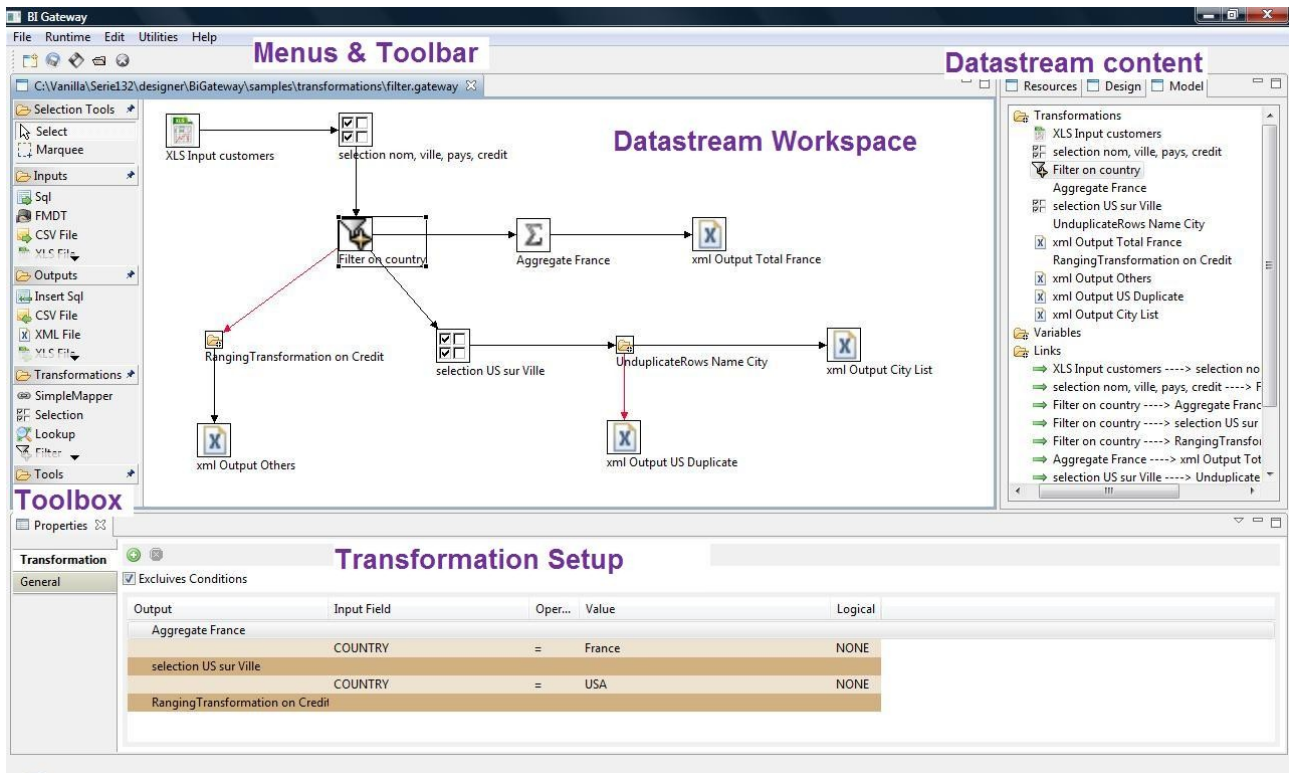 BI Gateway
File Runtime Edit Utilities Help
Menus & Toolbar
Datastream content
C:\Vanilla\Serie132\designer\BiGateway\samples\transformations\filter.gateway
Resources Design Model
Selection Tools
Select
Marquee
Inputs
Sql
FMDT
CSV File
XLS File
Outputs
Insert Sql
CSV File
XML File
XLS File
Transformations
SimpleMapper
Selection
Lookup
Filter
Tools
Toolbox
Datastream Workspace
XLS Input customers
selection nom, ville, pays, credit
Filter on country
Aggregate France
xml Output Total France
RangingTransformation on Credit
selection US sur Ville
UnduplicateRows Name City
xml Output City List
xml Output Others
xml Output US Duplicate
Transformations
XLS Input customers
selection nom, ville, pays, credit
Filter on country
Aggregate France
selection US sur Ville
UnduplicateRows Name City
xml Output Total France
RangingTransformation on Credit
xml Output Others
xml Output US Duplicate
xml Output City List
Variables
Links
XLS Input customers ----> selection no
selection nom, ville, pays, credit ----> F
Filter on country ----> Aggregate Franc
Filter on country ----> selection US sur
Filter on country ----> RangingTransfor
Aggregate France ----> xml Output Tot
selection US sur Ville ----> Unduplicate
Properties
Transformation
General
Transformation Setup
Excluives Conditions
Output Input Field Oper... Value Logical
Aggregate France
COUNTRY = France NONE
selection US sur Ville
COUNTRY = USA NONE
RangingTransformation on Credit